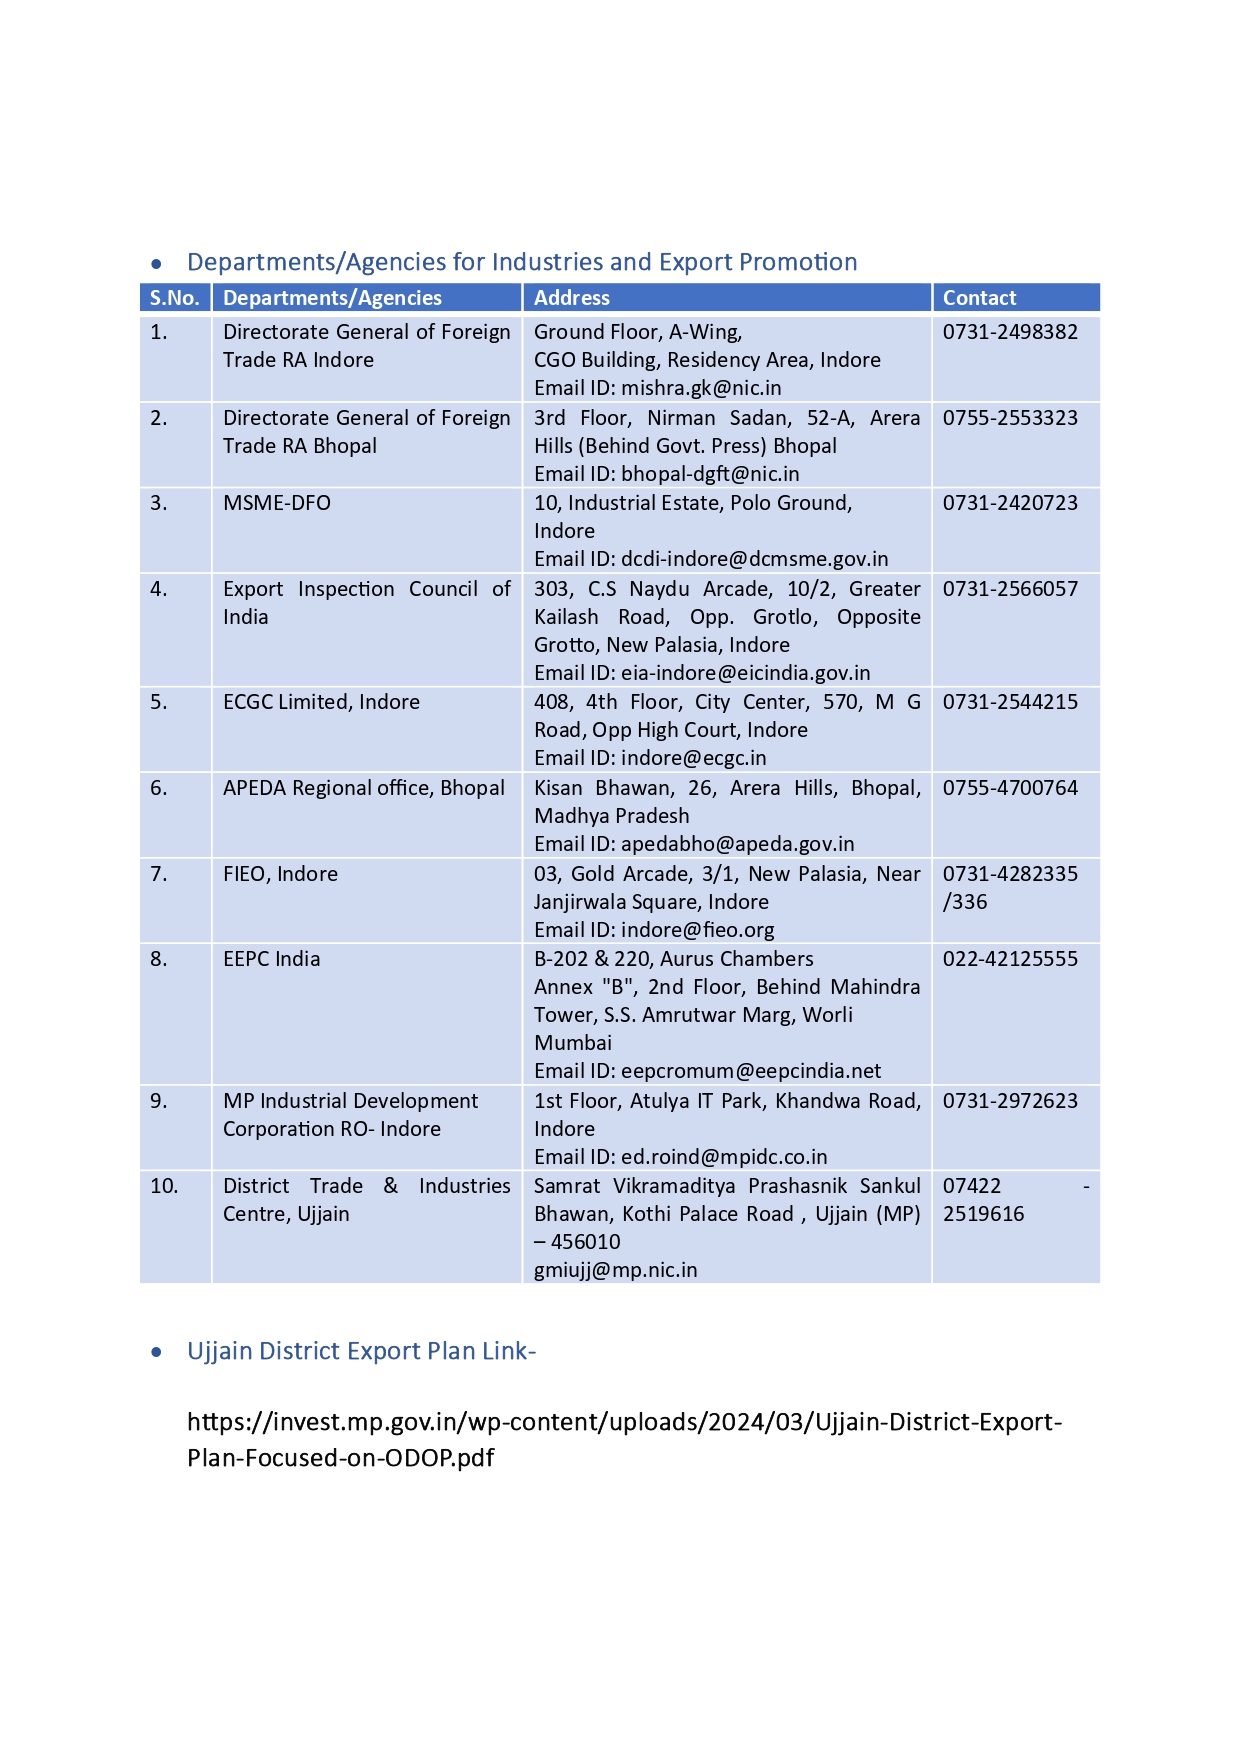 • Departments/Agencies for Industries and Export Promotion
S.No. Departments/Agencies Address Contact
1. Directorate General of Foreign Ground Floor, A-Wing, 0731-2498382
Trade RA Indore CGO Building, Residency Area, Indore
Email ID: mishra.gk@nic.in
2. Directorate General of Foreign 3rd Floor, Nirman Sadan, 52-A, Arera 0755-2553323
Trade RA Bhopal Hills (Behind Govt. Press) Bhopal
Email ID: bhopal-dgft@nic.in
3. MSME-DFO 10, Industrial Estate, Polo Ground, 0731-2420723
Indore
Email ID: dcdi-indore@dcmsme.gov.in
4. Export Inspection Council of 303, C.S Naydu Arcade, 10/2, Greater 0731-2566057
India Kailash Road, Opp. Grotlo, Opposite
Grotto, New Palasia, Indore
Email ID: eia-indore@eicindia.gov.in
5. ECGC Limited, Indore 408, 4th Floor, City Center, 570, M G 0731-2544215
Road, Opp High Court, Indore
Email ID: indore@ecgc.in
6. APEDA Regional office, Bhopal Kisan Bhawan, 26, Arera Hills, Bhopal, 0755-4700764
Madhya Pradesh
Email ID: apedabho@apeda.gov.in
7. FIEO, Indore 03, Gold Arcade, 3/1, New Palasia, Near 0731-4282335
Janjirwala Square, Indore /336
Email ID: indore@fieo.org
8. EEPC India B-202 & 220, Aurus Chambers 022-42125555
Annex "B", 2nd Floor, Behind Mahindra
Tower, S.S. Amrutwar Marg, Worli
Mumbai
Email ID: eepcromum@eepcindia.net
9. MP Industrial Development 1st Floor, Atulya IT Park, Khandwa Road, 0731-2972623
Corporation RO- Indore Indore
Email ID: ed.roind@mpidc.co.in
10. District Trade & Industries Samrat Vikramaditya Prashasnik Sankul 07422 -
Centre, Ujjain Bhawan, Kothi Palace Road , Ujjain (MP) 2519616
– 456010
gmiujj@mp.nic.in
• Ujjain District Export Plan Link-
https://invest.mp.gov.in/wp-content/uploads/2024/03/Ujjain-District-Export-
Plan-Focused-on-ODOP.pdf